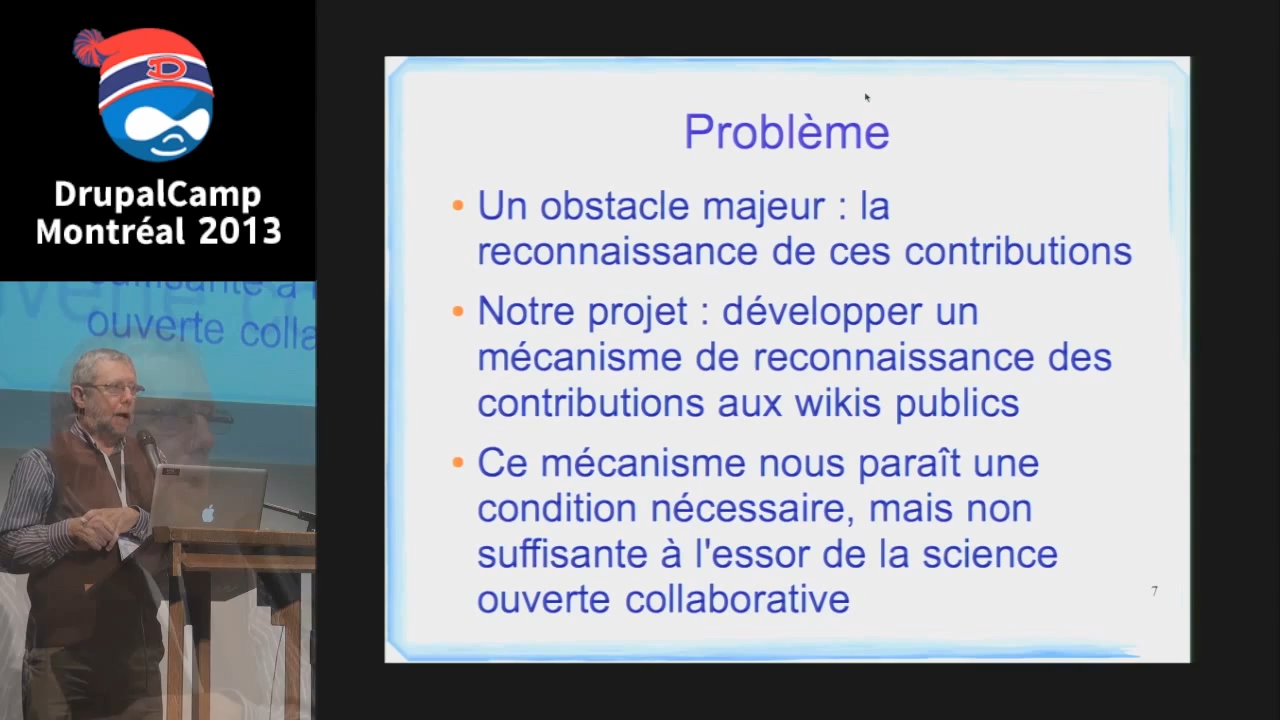 DrupalCamp
Montréal 2013
Problème
• Un obstacle majeur : la
reconnaissance de ces contributions
• Notre projet : développer un
mécanisme de reconnaissance des
contributions aux wikis publics
• Ce mécanisme nous paraît une
condition nécessaire, mais non
suffisante à l'essor de la science
ouverte collaborative
7
ouverte colla